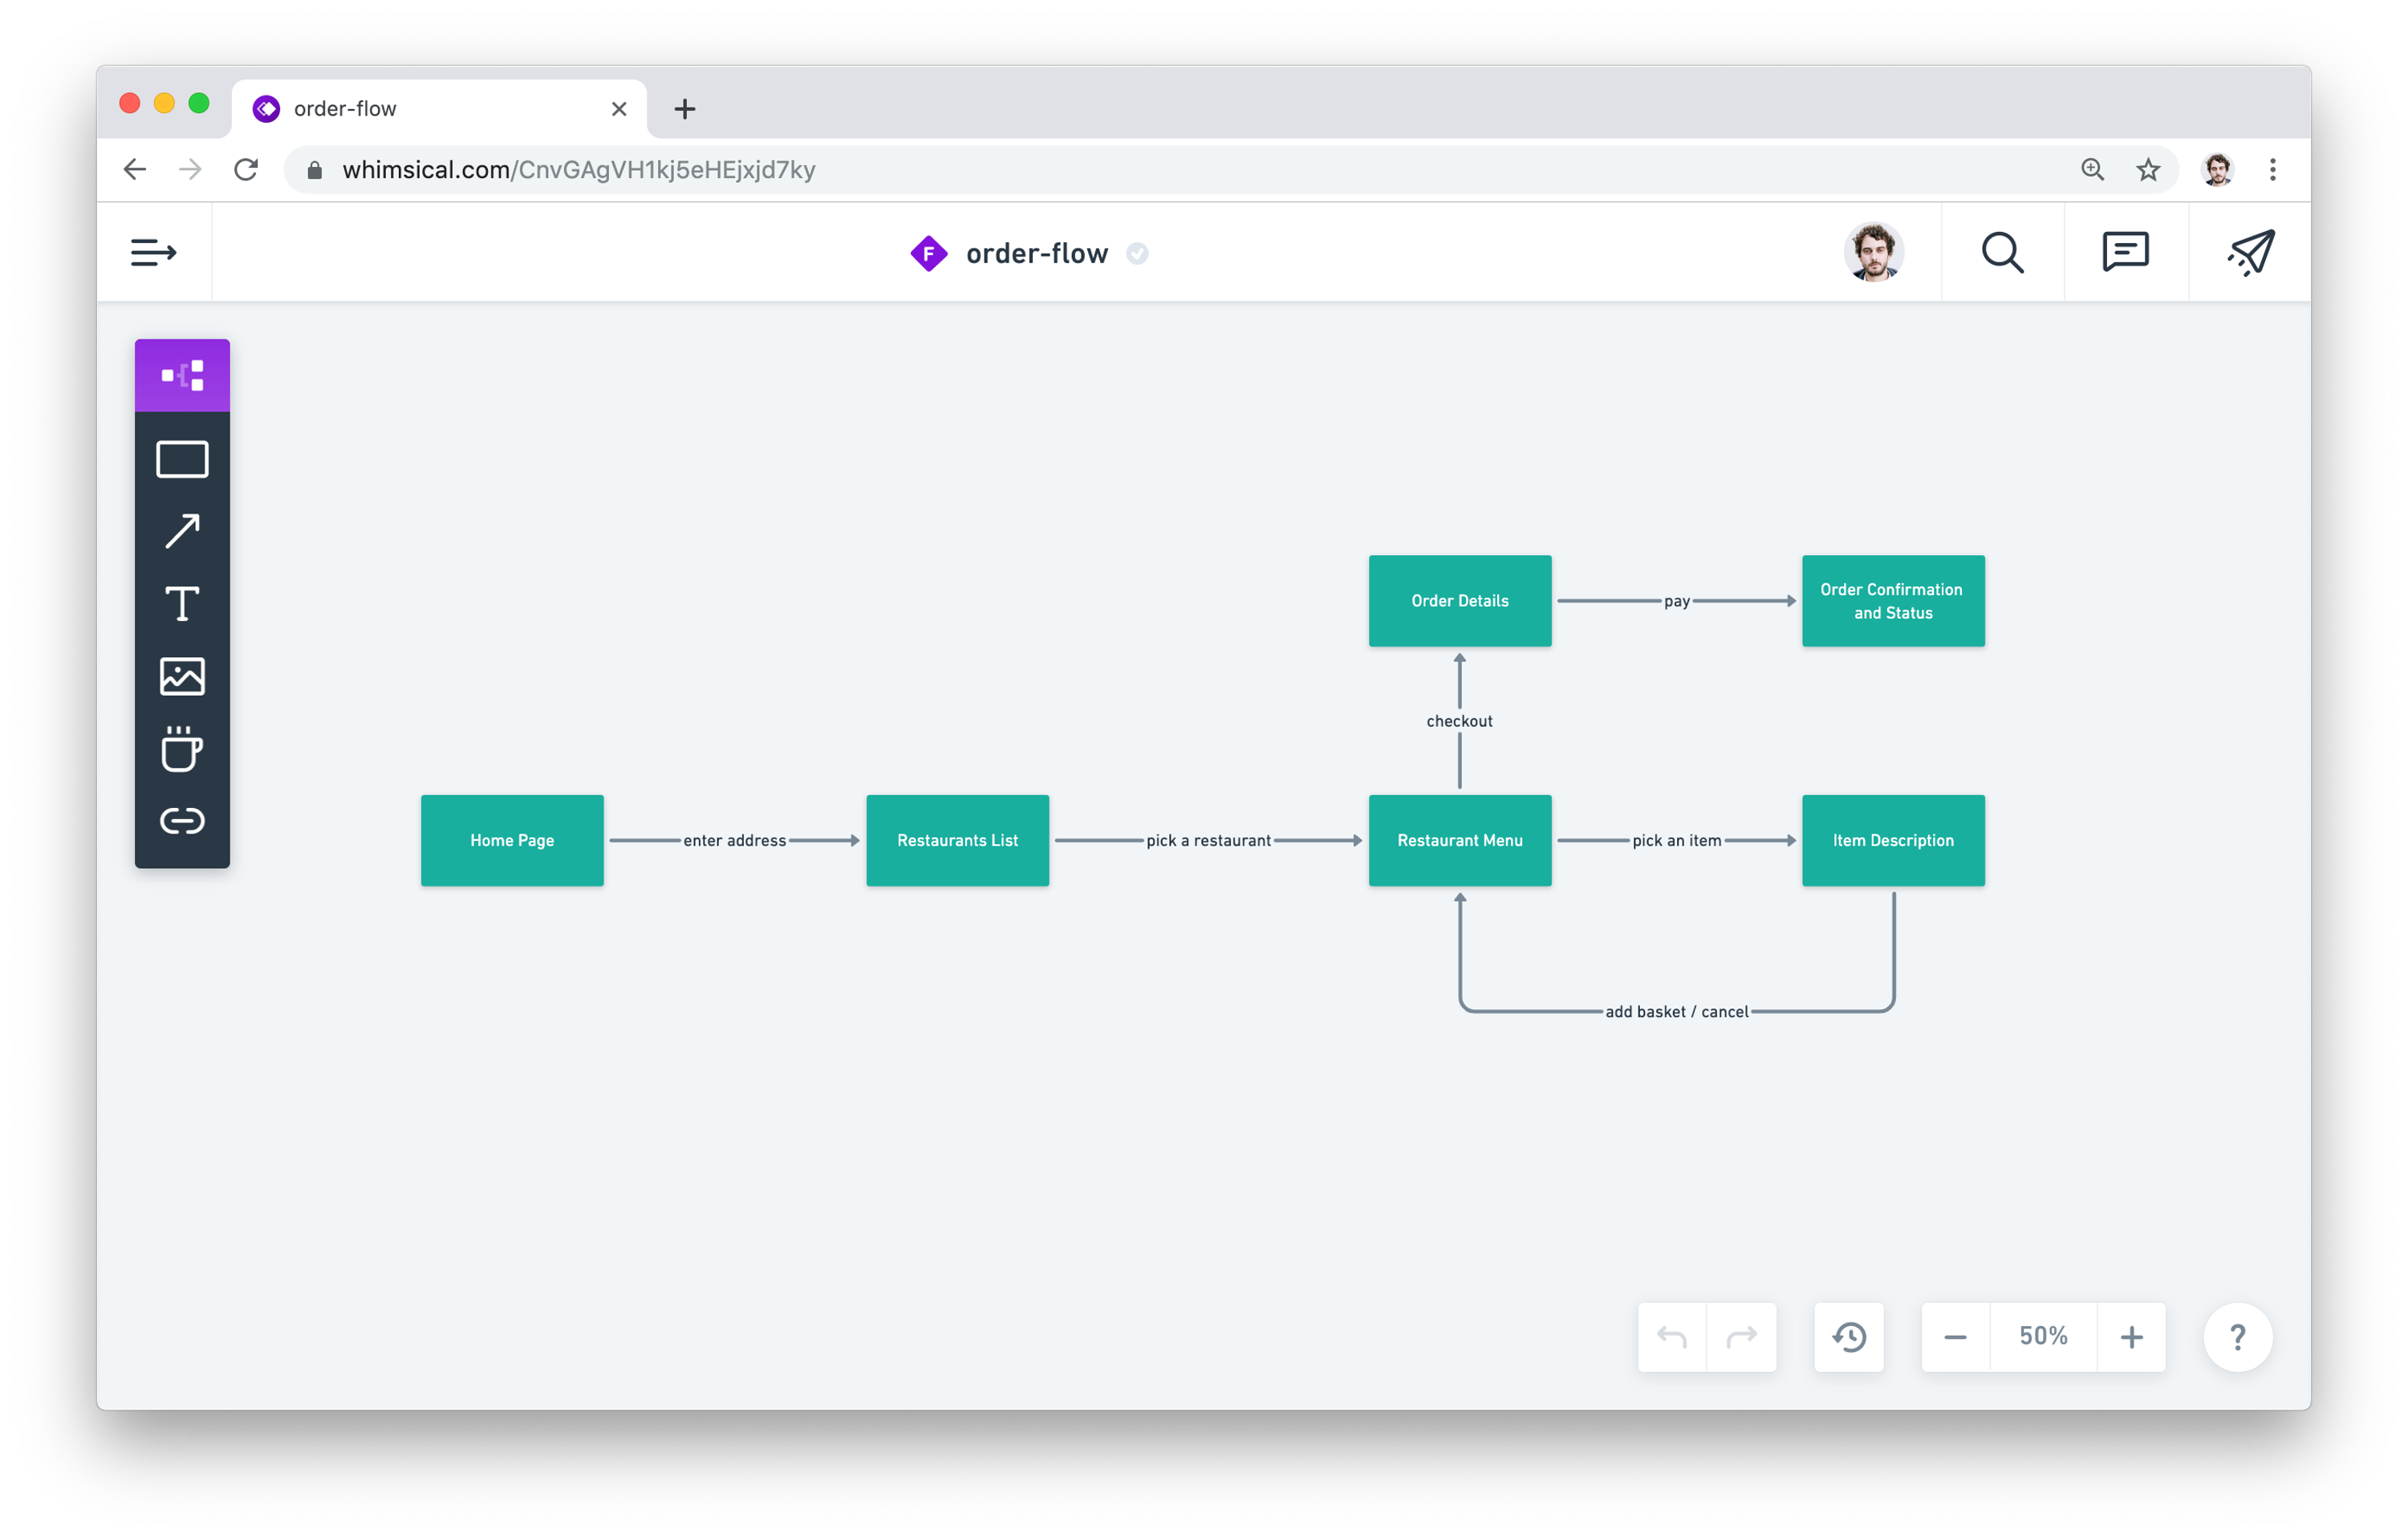 order-flow
whimsical.com/CnvGAgVH1kj5eHEjxjd7ky
F order-flow
Order Details
pay
Order Confirmation
and Status
checkout
Home Page
enter address
Restaurants List
pick a restaurant
Restaurant Menu
pick an item
Item Description
add basket / cancel
50%
?